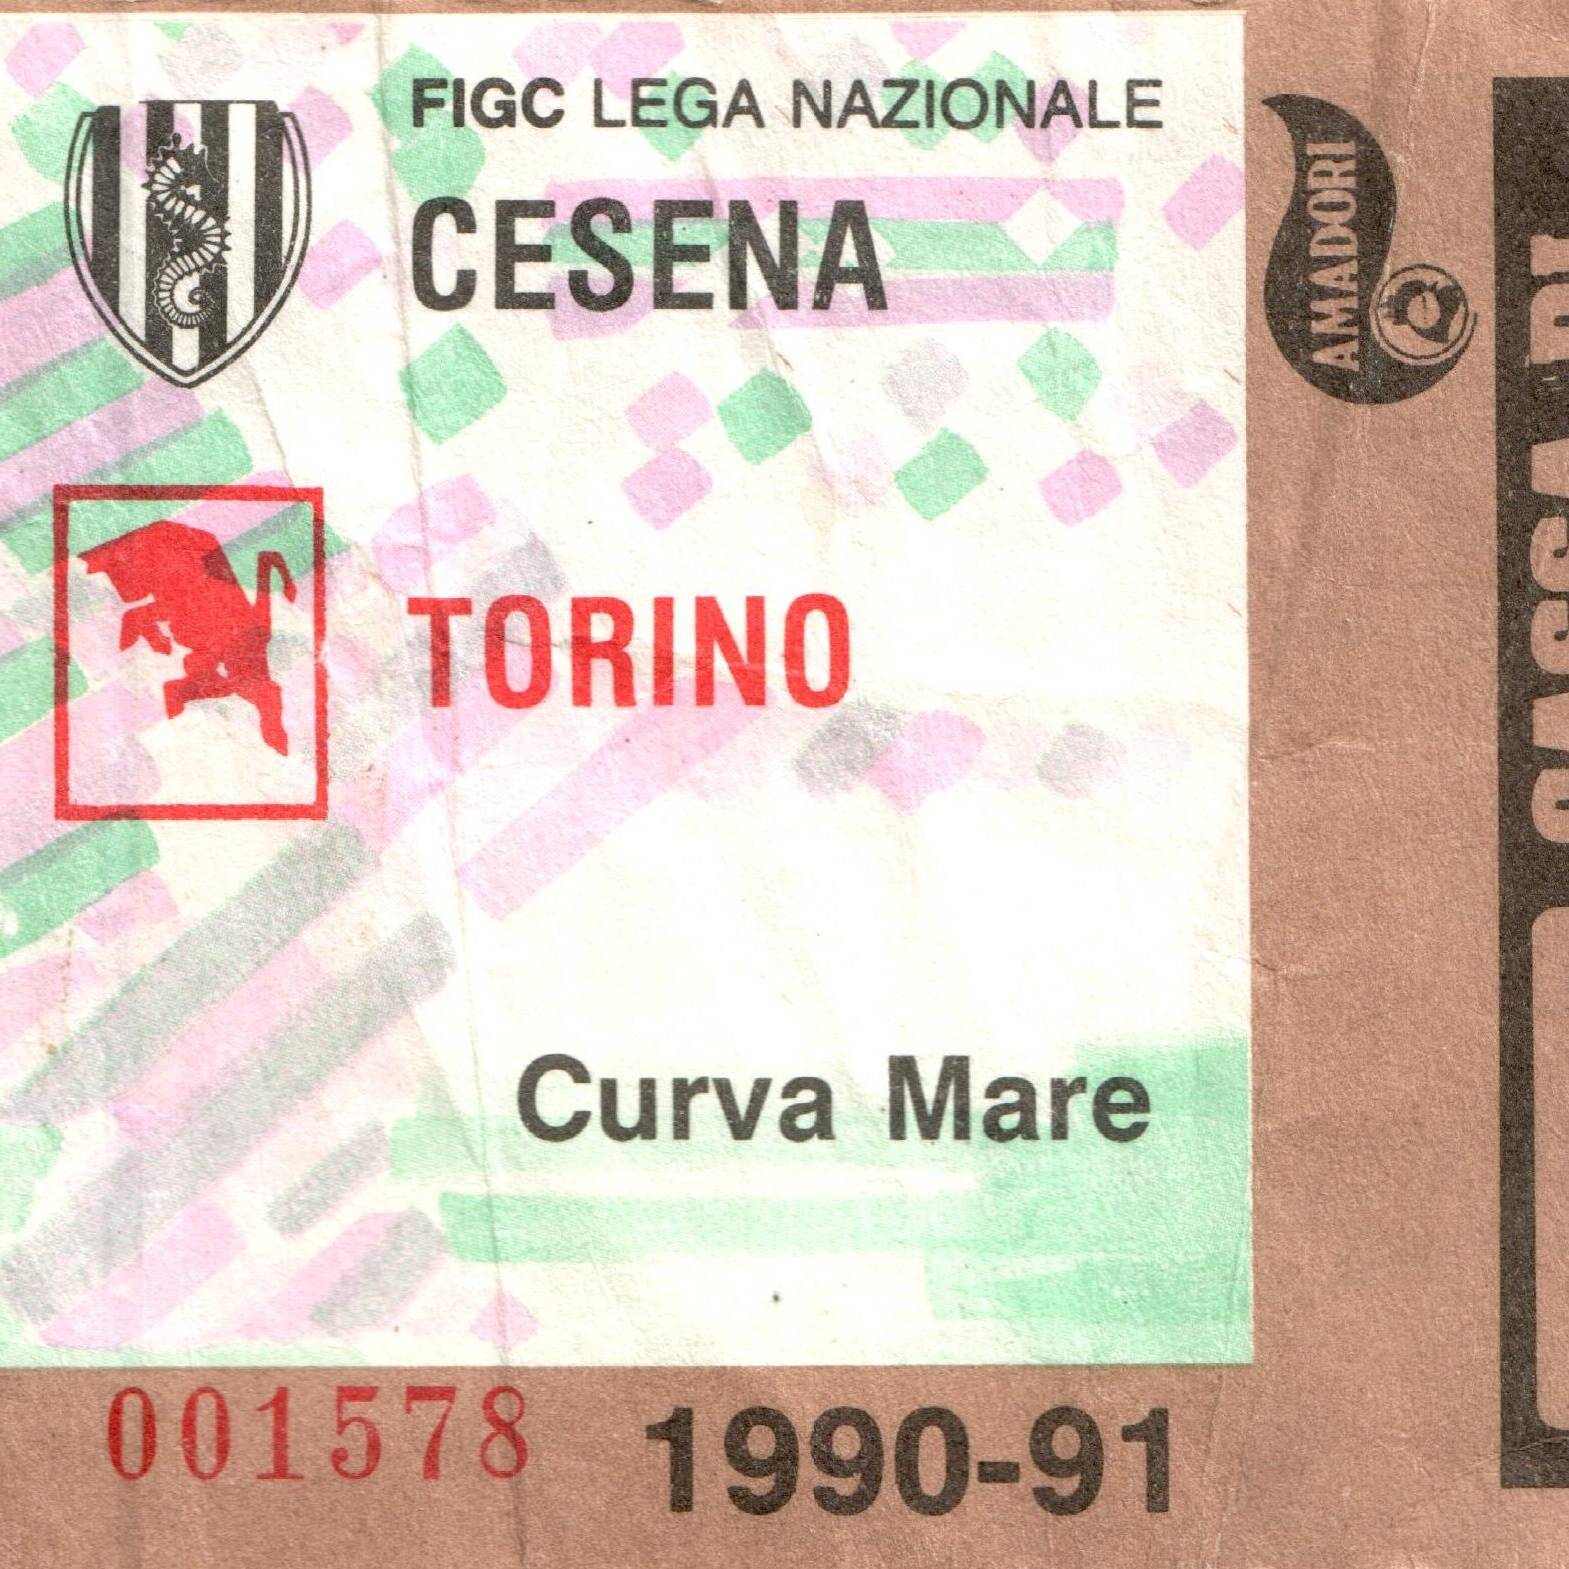 FIGC LEGA NAZIONALE
CESENA
TORINO
Curva Mare
001578
1990-91
AMADORI